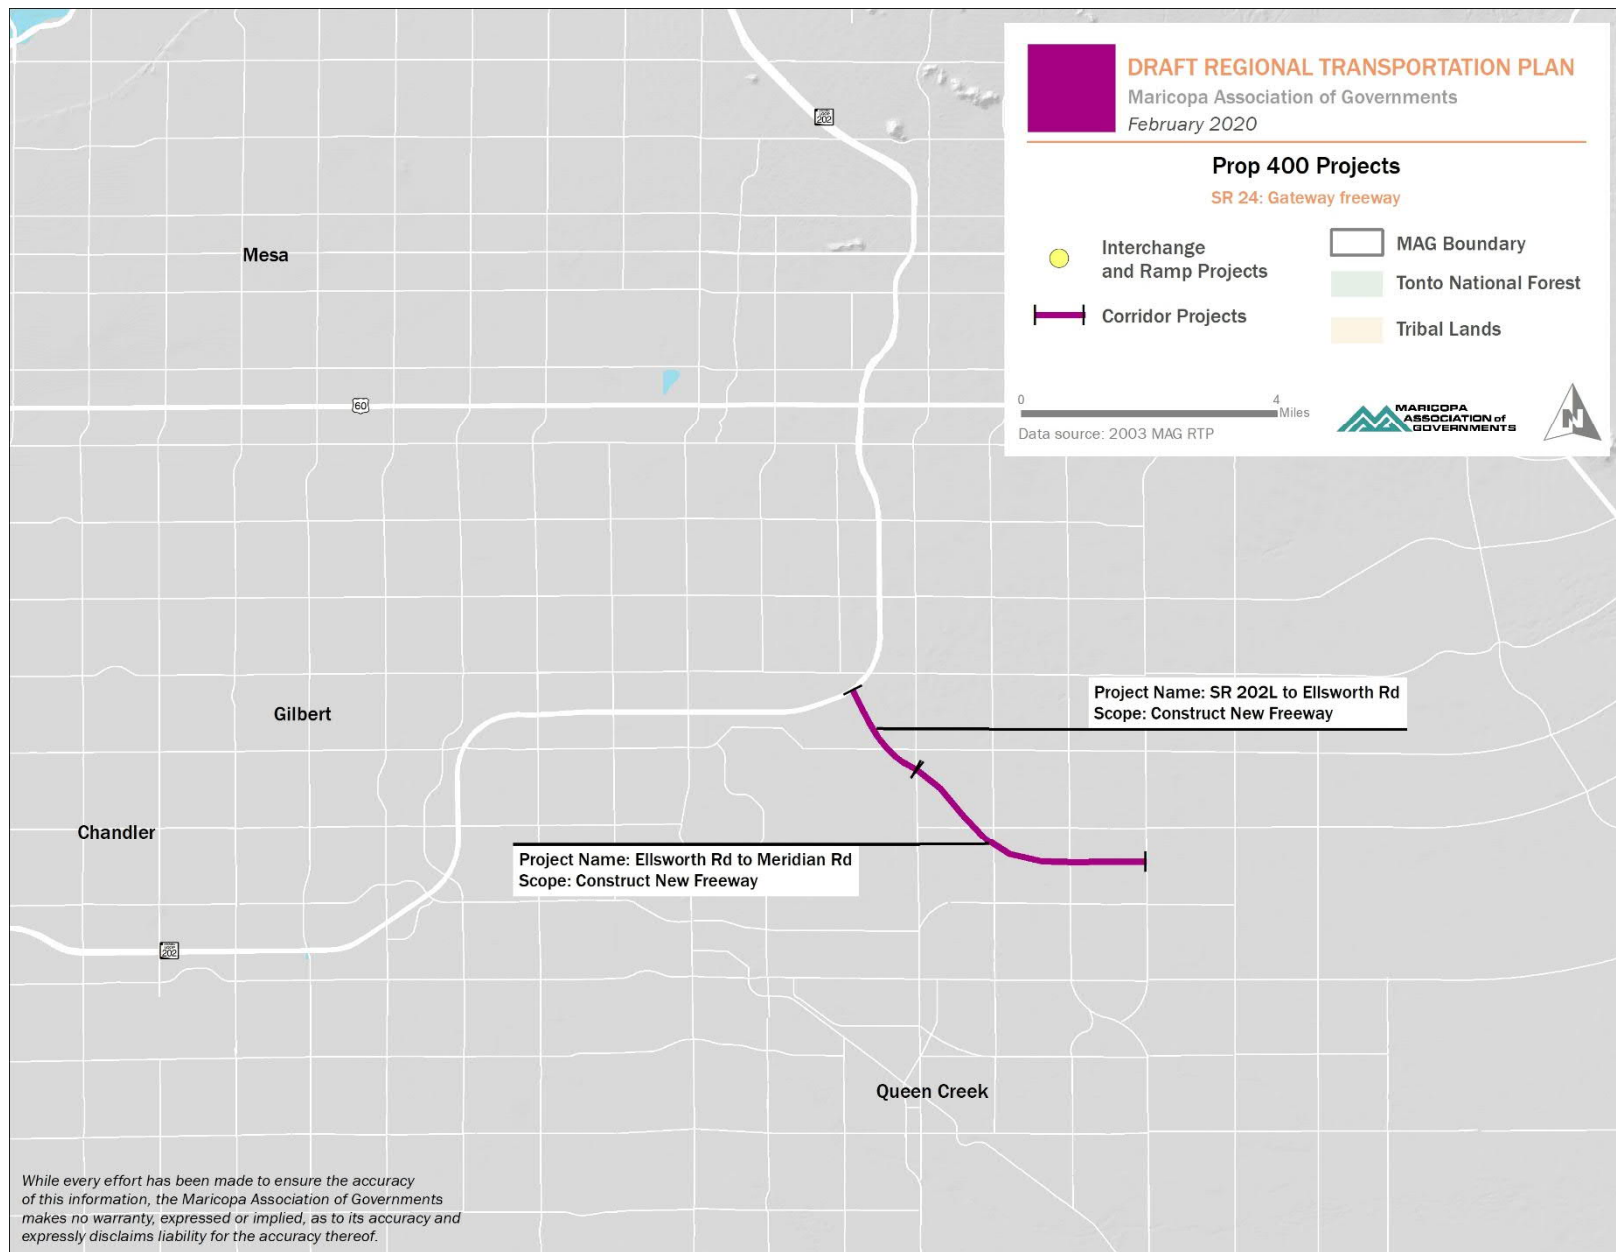 DRAFT REGIONAL TRANSPORTATION PLAN
Maricopa Association of Governments
February 2020
Prop 400 Projects
SR 24: Gateway freeway
Interchange
and Ramp Projects
Corridor Projects
MAG Boundary
Tonto National Forest
Tribal Lands
0 4
Miles
Data source: 2003 MAG RTP
MARICOPA
ASSOCIATION of
GOVERNMENTS
N
202
Mesa
60
Project Name: SR 202L to Ellsworth Rd
Scope: Construct New Freeway
Gilbert
Chandler
Project Name: Ellsworth Rd to Meridian Rd
Scope: Construct New Freeway
202
Queen Creek
While every effort has been made to ensure the accuracy
of this information, the Maricopa Association of Governments
makes no warranty, expressed or implied, as to its accuracy and
expressly disclaims liability for the accuracy thereof.